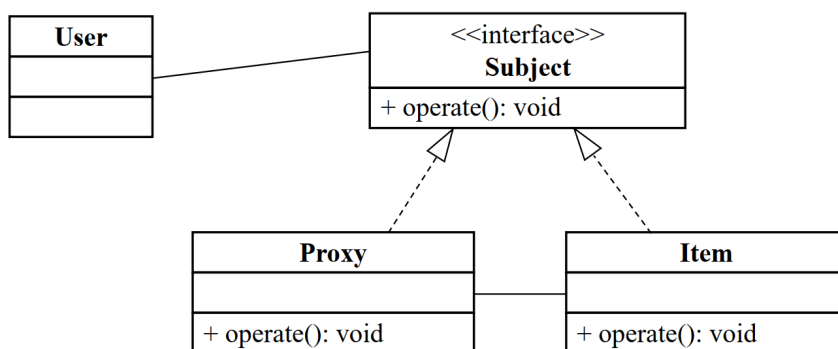 User
<<interface>>
Subject
+ operate(): void
Proxy
+ operate(): void
Item
+ operate(): void